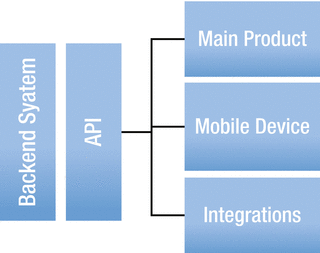 Backend Syatem
API
Main Product
Mobile Device
Integrations